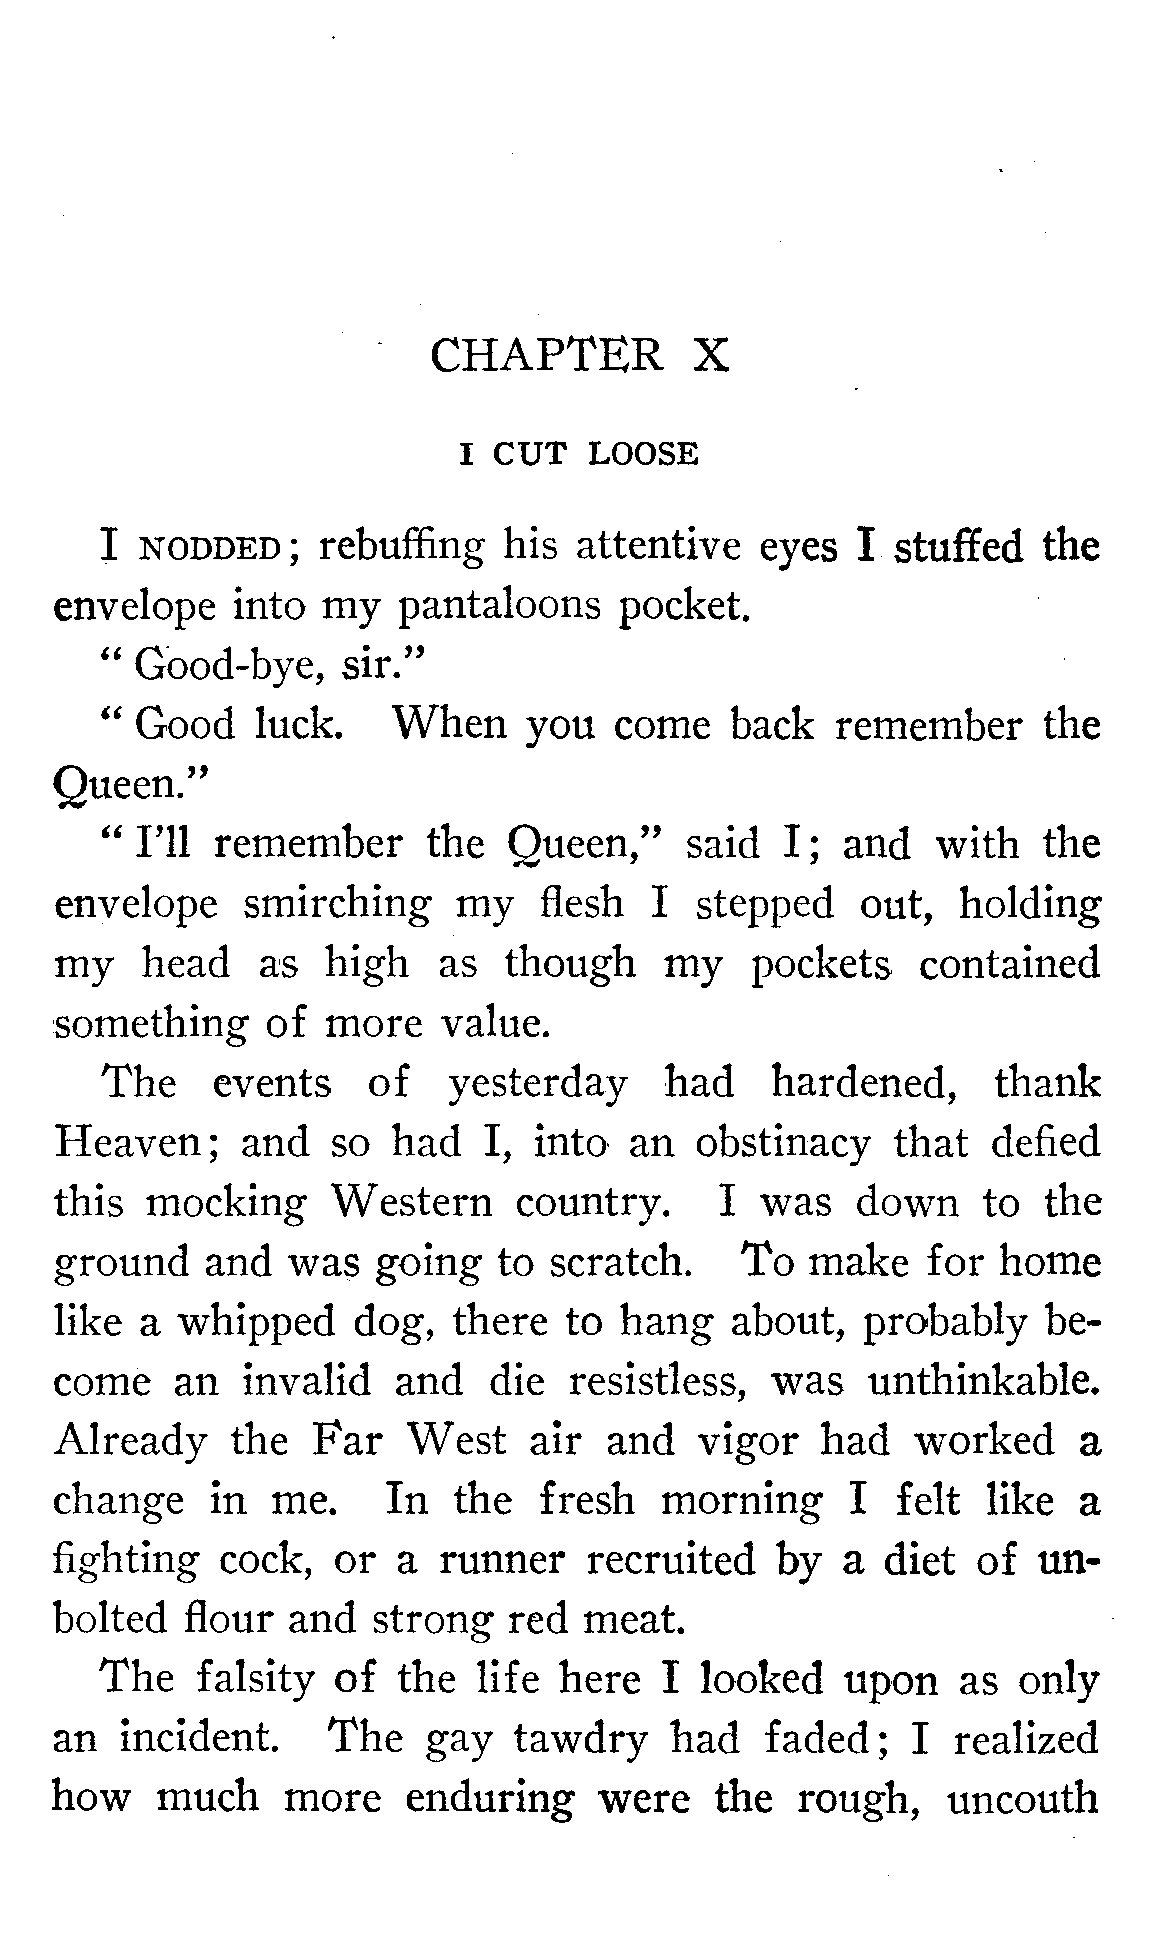 CHAPTER X
I CUT LOOSE
I NODDED; rebuffing his attentive eyes I stuffed the
envelope into my pantaloons pocket.
"Good-bye, sir."
"Good luck. When you come back remember the
Queen."
"I'll remember the Queen," said I; and with the
envelope smirching my flesh I stepped out, holding
my head as high as though my pockets contained
something of more value.
The events of yesterday had hardened, thank
Heaven; and so had I, into an obstinacy that defied
this mocking Western country. I was down to the
ground and was going to scratch. To make for home
like a whipped dog, there to hang about, probably be-
come an invalid and die resistless, was unthinkable.
Already the Far West air and vigor had worked a
change in me. In the fresh morning I felt like a
fighting cock, or a runner recruited by a diet of un-
bolted flour and strong red meat.
The falsity of the life here I looked upon as only
an incident. The gay tawdry had faded; I realized
how much more enduring were the rough, uncouth